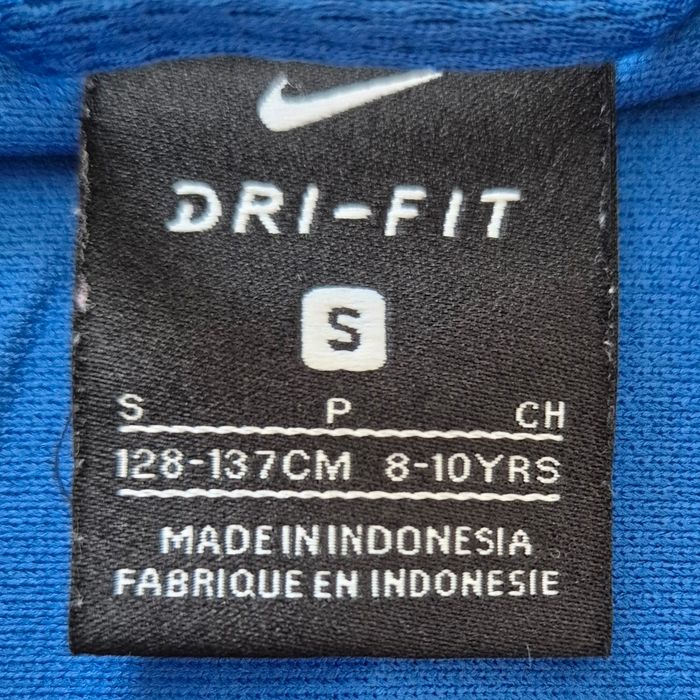 DRI-FIT
S
S P CH
128-137CM 8-10YRS
MADE IN INDONESIA
FABRIQUE EN INDONESIE